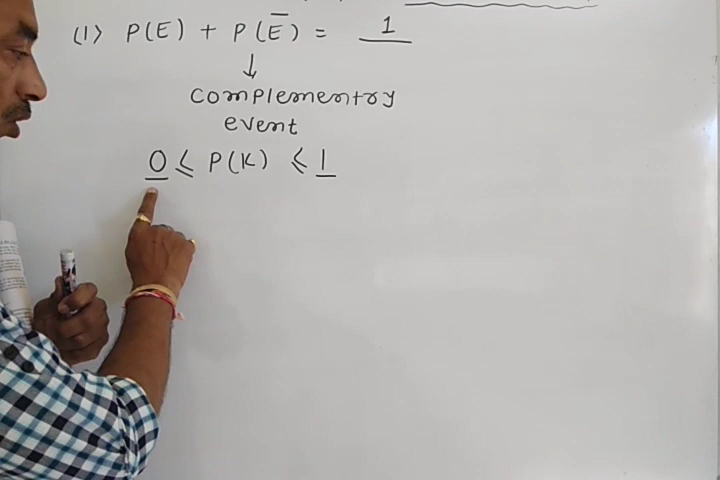 (1) P(E) + P(E̅) = 1
↓
complementry
event
0 ⩽ P(K) ⩽ 1